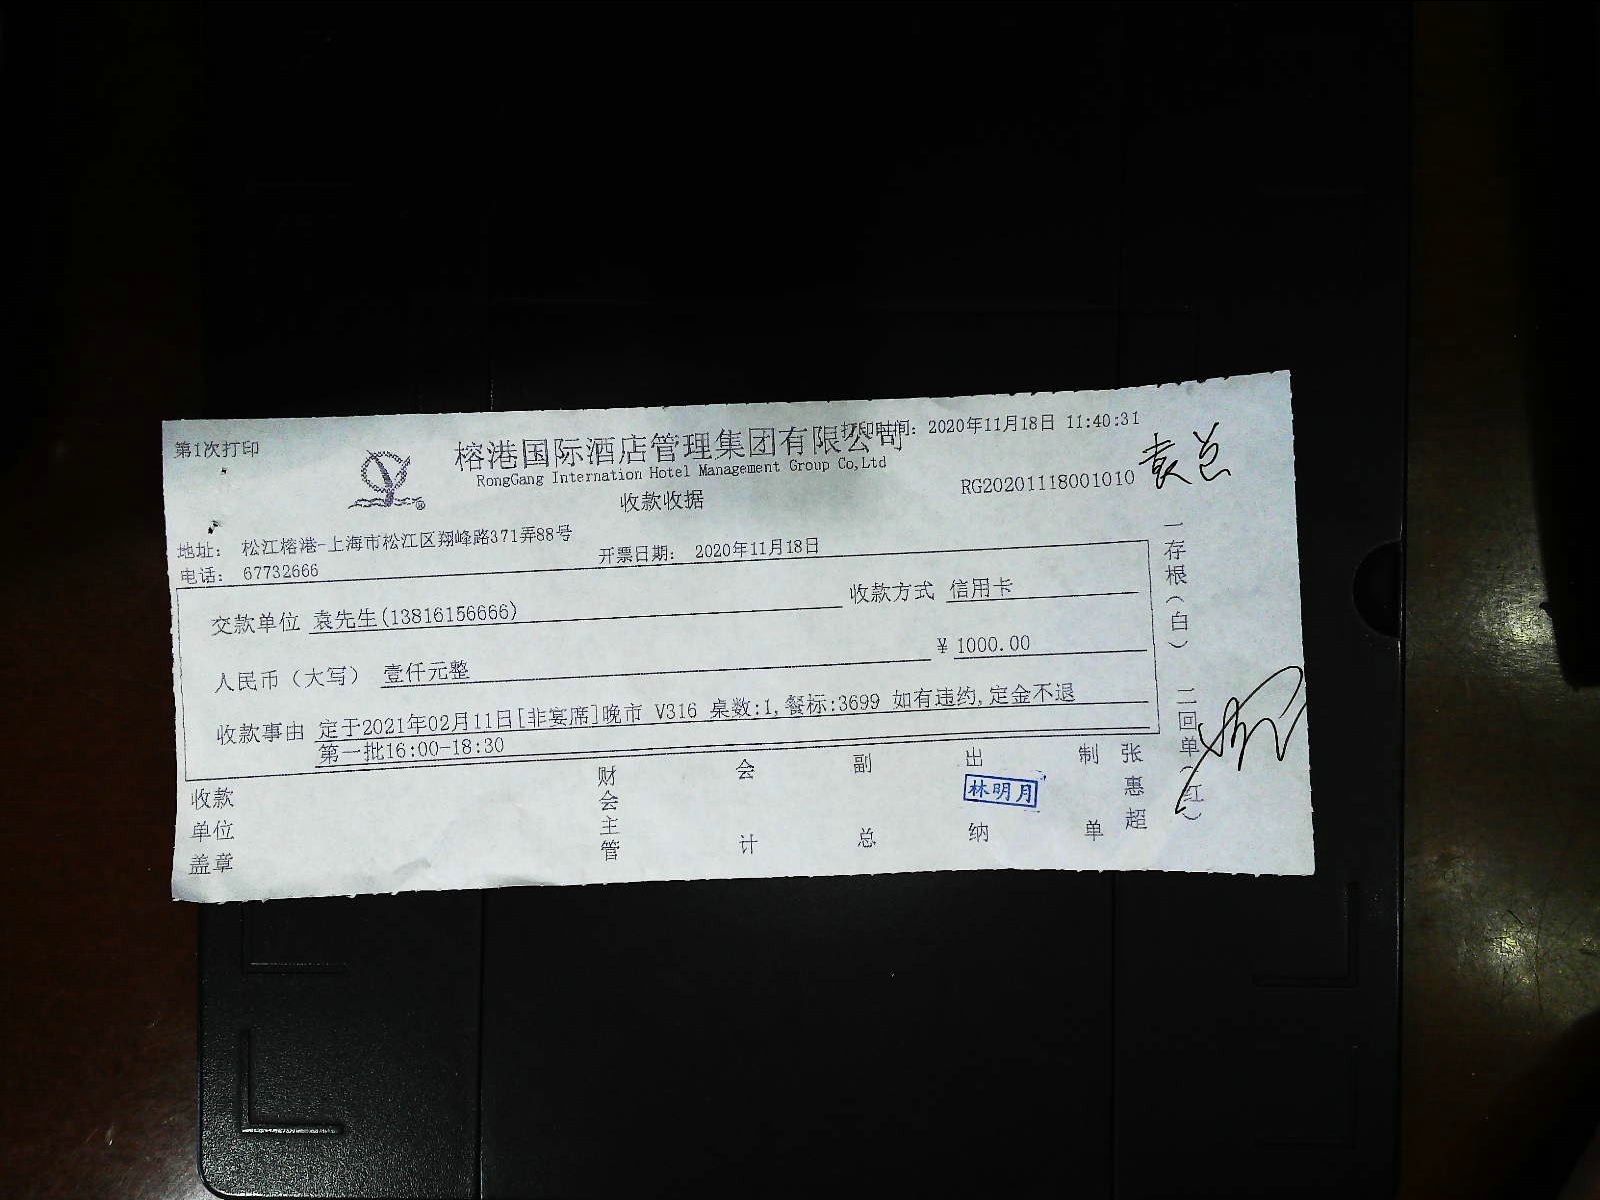 第1次打印
打印时间: 2020年11月18日 11:40:31
榕港国际酒店管理集团有限公司
RongGang Internation Hotel Management Group Co,Ltd
收款收据
RG20201118001010
袁总
地址: 松江榕港-上海市松江区翔峰路371弄88号
电话: 67732666
开票日期: 2020年11月18日
交款单位 袁先生(13816156666)
收款方式 信用卡
人民币（大写） 壹仟元整
¥ 1000.00
收款事由 定于2021年02月11日[非宴席]晚市 V316 桌数:1,餐标:3699 如有违约,定金不退
第一批16:00-18:30
收款单位盖章
财会主管
会计
副总
出纳
林明月
制单
张惠超
一存根（白） 二回单（红）